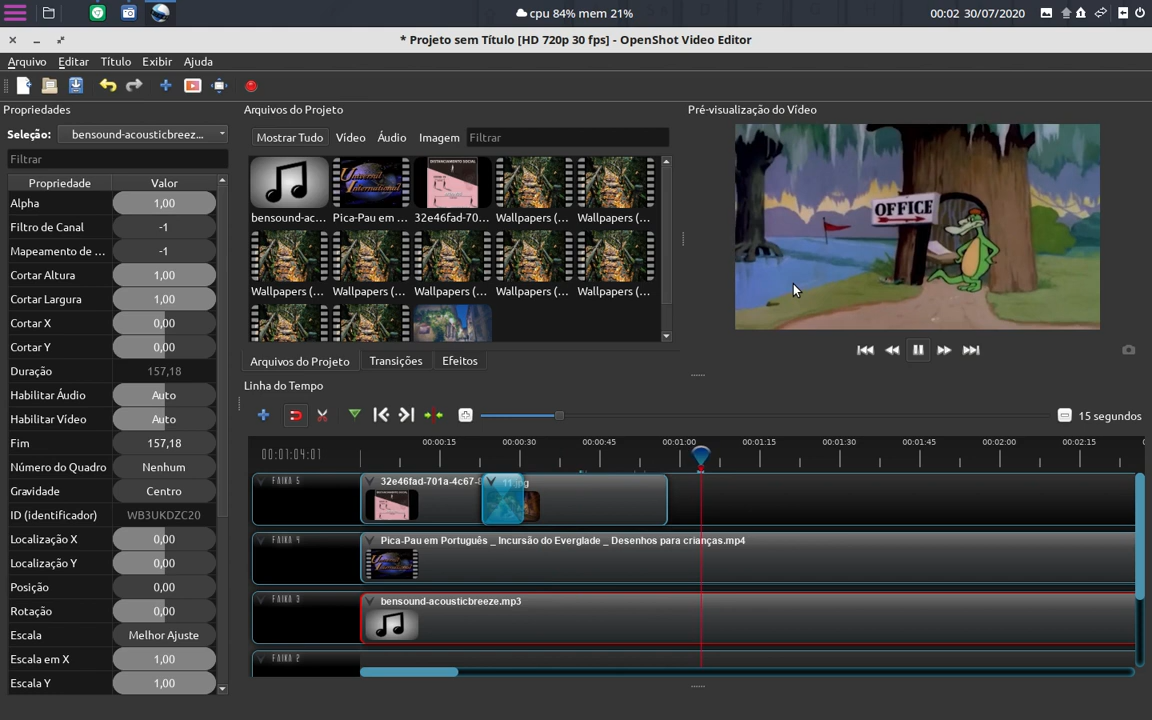 cpu 84% mem 21%
00:02 30/07/2020
* Projeto sem Título [HD 720p 30 fps] - OpenShot Video Editor
Arquivo Editar Título Exibir Ajuda
Propriedades
Seleção: bensound-acousticbreez...
Filtrar
Propriedade Valor
Alpha 1,00
Filtro de Canal -1
Mapeamento de ... -1
Cortar Altura 1,00
Cortar Largura 1,00
Cortar X 0,00
Cortar Y 0,00
Duração 157,18
Habilitar Áudio Auto
Habilitar Vídeo Auto
Fim 157,18
Número do Quadro Nenhum
Gravidade Centro
ID (identificador) WB3UKDZC20
Localização X 0,00
Localização Y 0,00
Posição 0,00
Rotação 0,00
Escala Melhor Ajuste
Escala em X 1,00
Escala Y 1,00
Arquivos do Projeto
Mostrar Tudo Vídeo Áudio Imagem Filtrar
DISTANCIAMENTO SOCIAL
Universal International
bensound-ac... Pica-Pau em ... 32e46fad-70... Wallpapers (... Wallpapers (...
Wallpapers (... Wallpapers (... Wallpapers (... Wallpapers (... Wallpapers (...
Arquivos do Projeto Transições Efeitos
Pré-visualização do Vídeo
OFFICE
Linha do Tempo
15 segundos
00:01:04:01
00:00:15 00:00:30 00:00:45 00:01:00 00:01:15 00:01:30 00:01:45 00:02:00 00:02:15
FAIXA 5
32e46fad-701a-4c67-8
11.jpg
FAIXA 4
Pica-Pau em Português _ Incursão do Everglade _ Desenhos para crianças.mp4
FAIXA 3
bensound-acousticbreeze.mp3
FAIXA 2